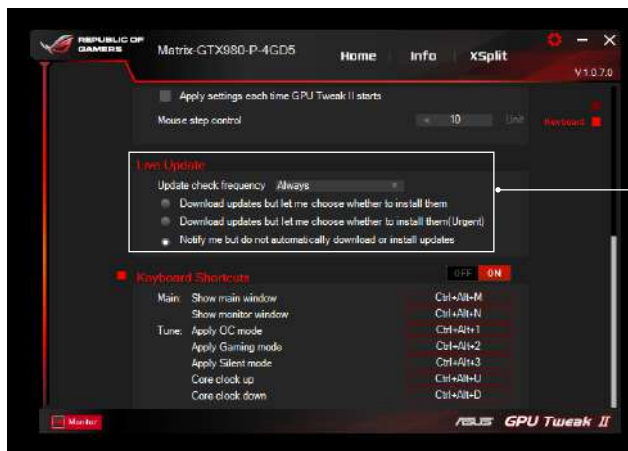 REPUBLIC OF
GAMERS
Matrix-GTX980-P-4GD5
Home Info XSplit
V 1.0.7.0
Apply settings each time GPU Tweak II starts
Mouse step control 10 Unit
Keyboard
Live Update
Update check frequency Always
Download updates but let me choose whether to install them
Download updates but let me choose whether to install them(Urgent)
Notify me but do not automatically download or install updates
Keyboard Shortcuts OFF ON
Main: Show main window Ctrl+Alt+M
Show monitor window Ctrl+Alt+N
Tune: Apply OC mode Ctrl+Alt+1
Apply Gaming mode Ctrl+Alt+2
Apply Silent mode Ctrl+Alt+3
Core clock up Ctrl+Alt+U
Core clock down Ctrl+Alt+D
Monitor
ASUS GPU Tweak II